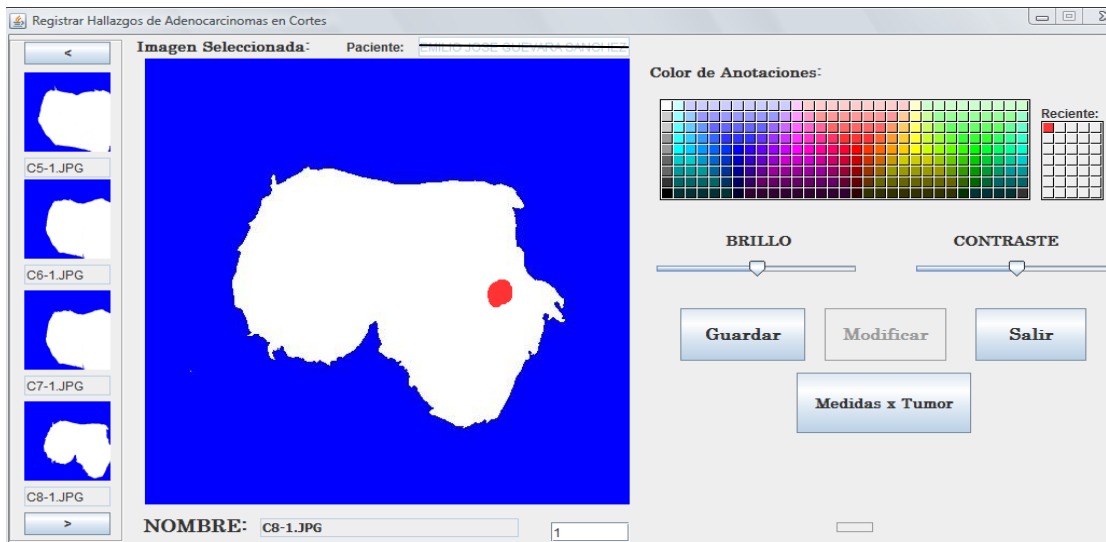 Registrar Hallazgos de Adenocarcinomas en Cortes
<
C5-1.JPG
C6-1.JPG
C7-1.JPG
C8-1.JPG
>
Imagen Seleccionada: Paciente:
NOMBRE: C8-1.JPG 1
Color de Anotaciones:
Reciente:
BRILLO CONTRASTE
Guardar Modificar Salir
Medidas x Tumor